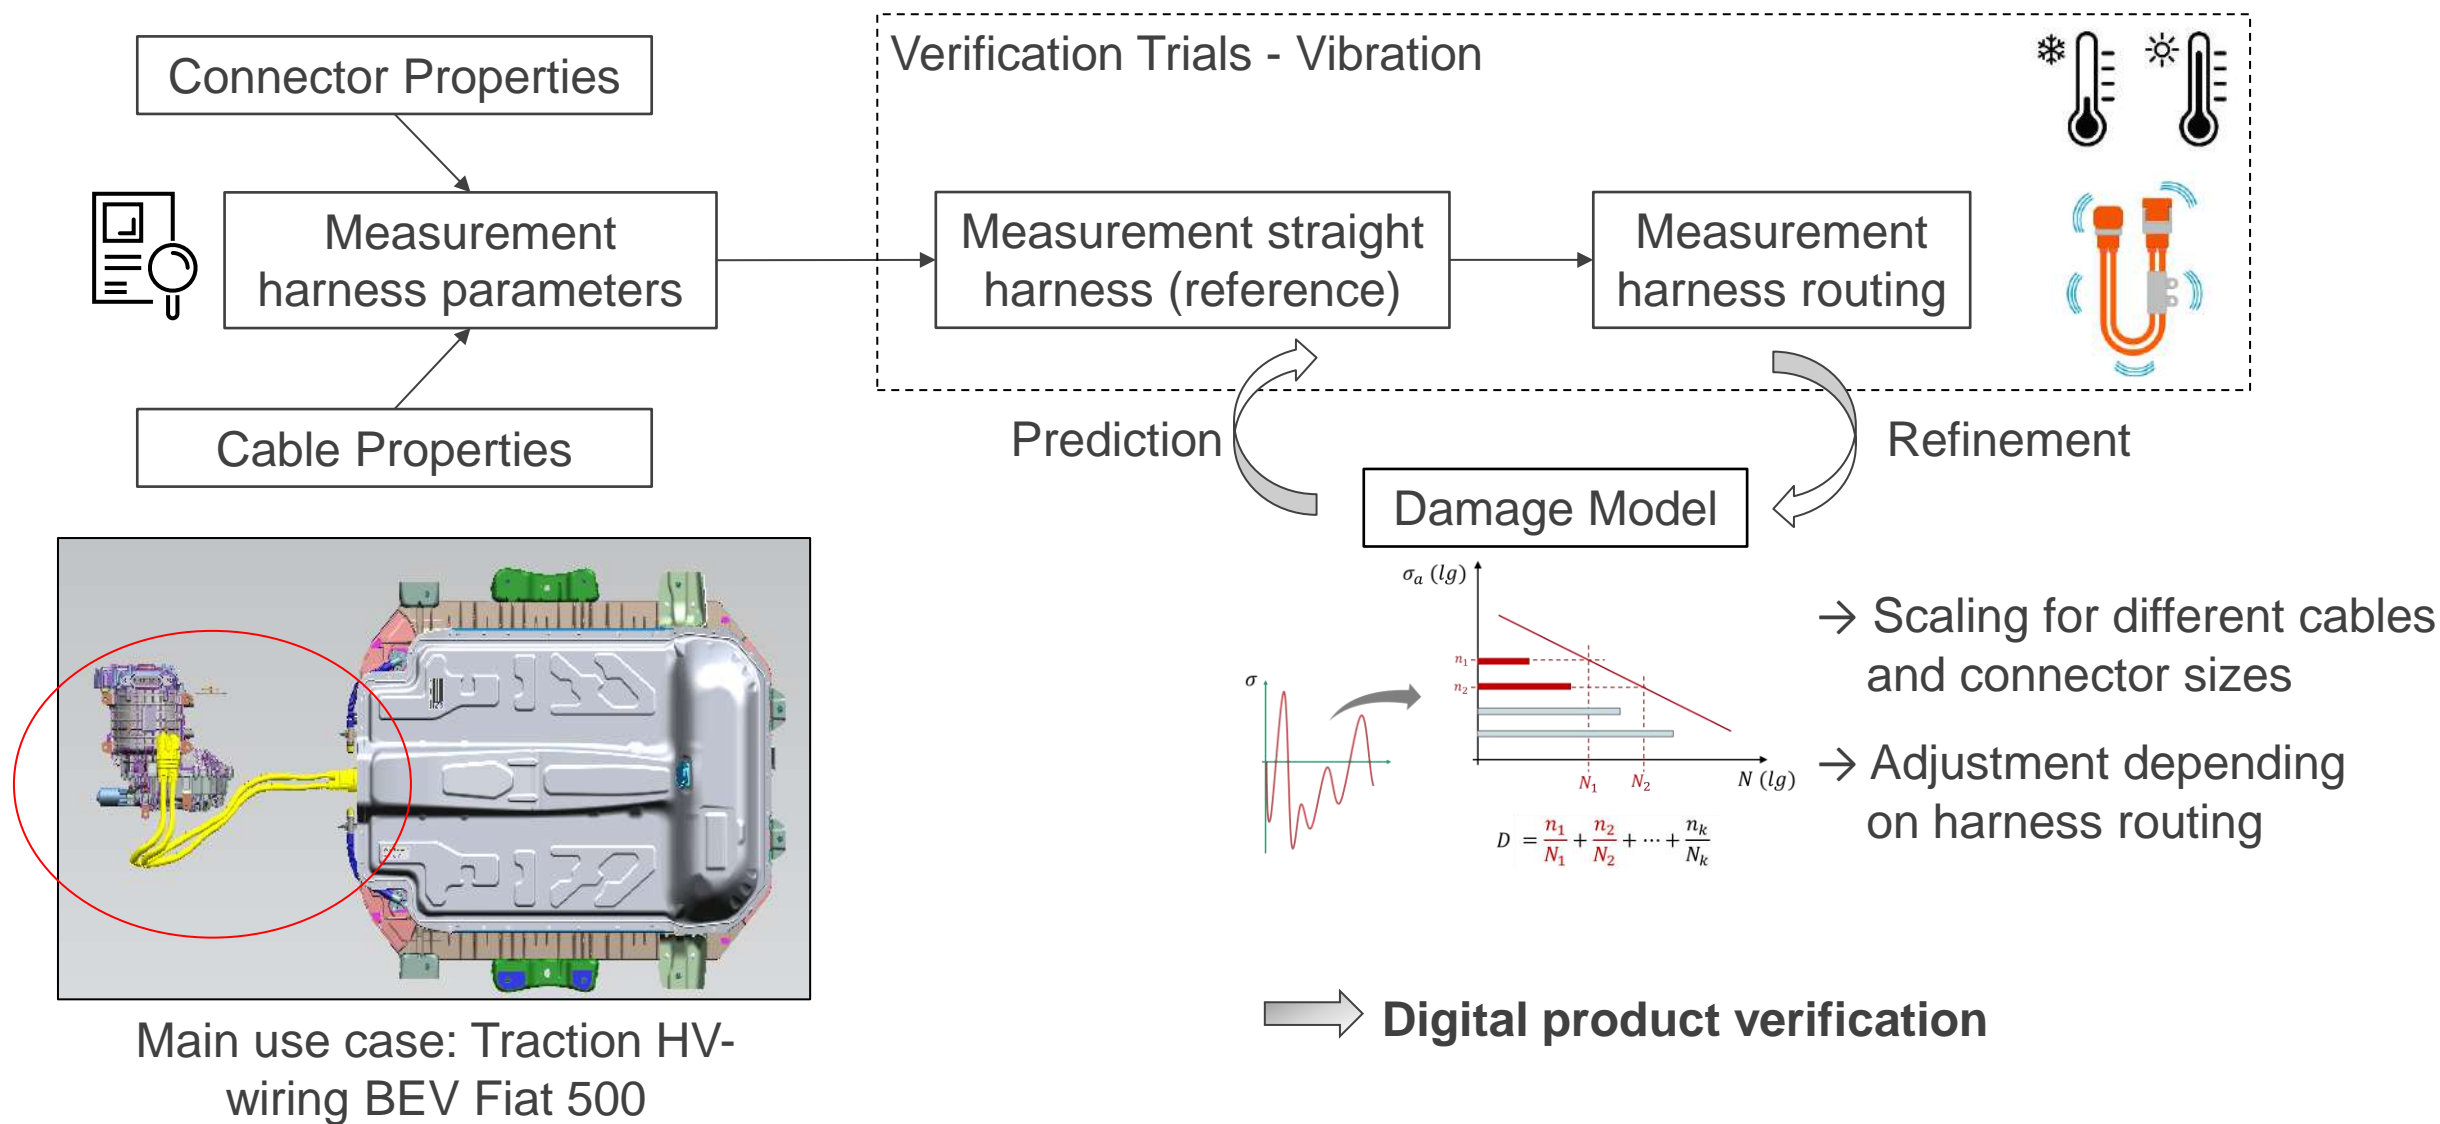 Connector Properties
Measurement
harness parameters
Cable Properties
Verification Trials - Vibration
Measurement straight
harness (reference)
Measurement
harness routing
Prediction
Refinement
Damage Model
σ
σₐ (lg)
n₁
n₂
N₁
N₂
N (lg)
D = n₁/N₁ + n₂/N₂ + ⋯ + nₖ/Nₖ
→ Scaling for different cables
and connector sizes
→ Adjustment depending
on harness routing
Digital product verification
Main use case: Traction HV-
wiring BEV Fiat 500